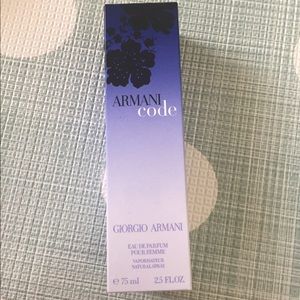 ARMANI
code
GIORGIO ARMANI
EAU DE PARFUM
POUR FEMME
VAPORISATEUR
NATURAL SPRAY
e 75 ml 2.5 FL.OZ.